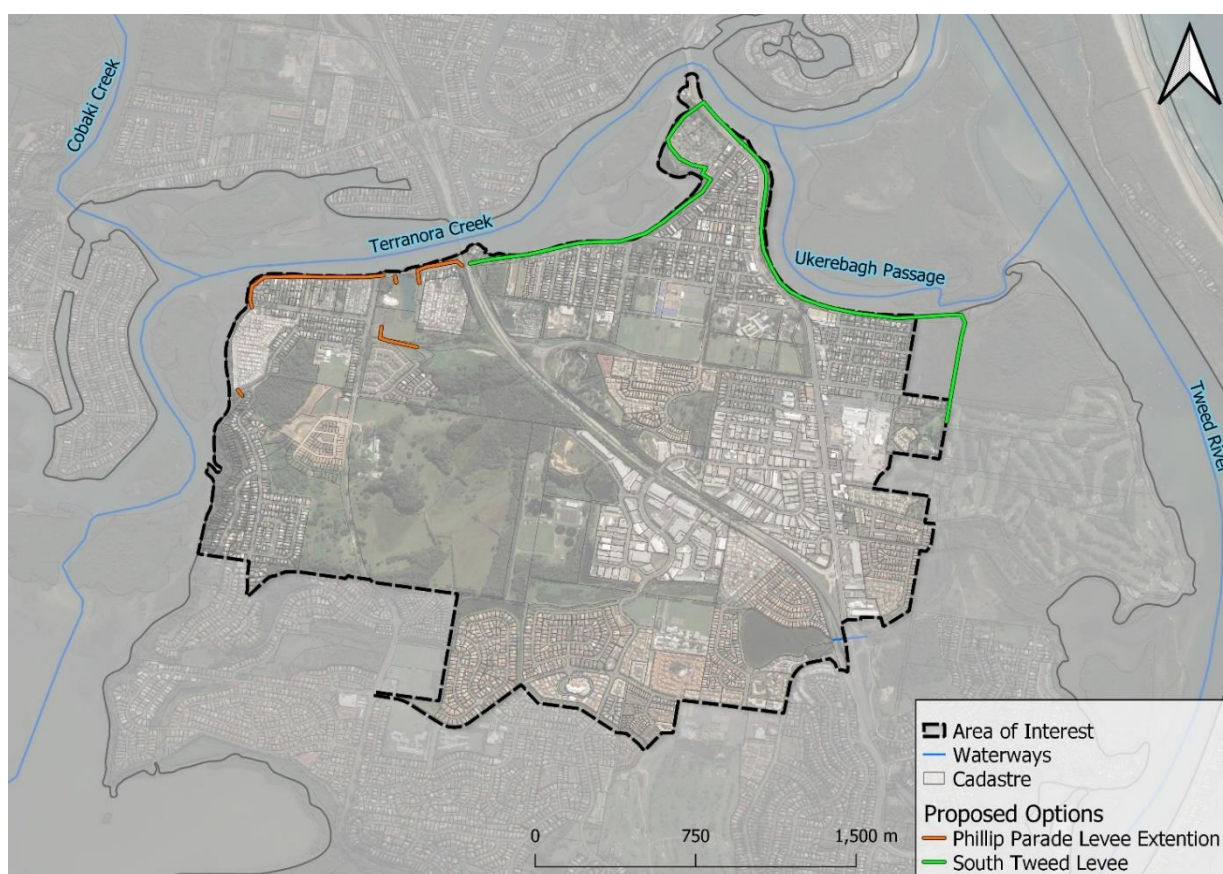 Cobaki Creek
Terranora Creek
Ukerebagh Passage
Tweed River
Area of Interest
Waterways
Cadastre
Proposed Options
Phillip Parade Levee Extention
South Tweed Levee
0 750 1,500 m